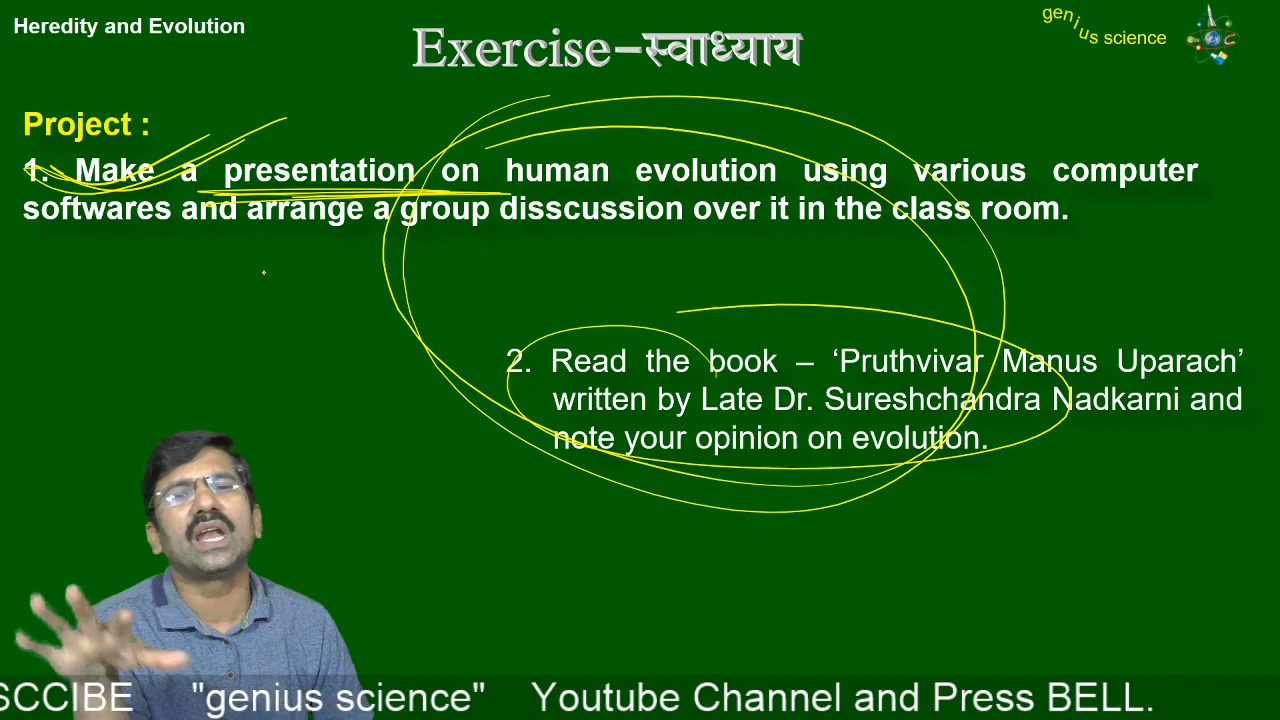 Heredity and Evolution
Exercise-स्वाध्याय
genius science
Project :
1. Make a presentation on human evolution using various computer
softwares and arrange a group disscussion over it in the class room.
2. Read the book – ‘Pruthvivar Manus Uparach’
written by Late Dr. Sureshchandra Nadkarni and
note your opinion on evolution.
SCCIBE "genius science" Youtube Channel and Press BELL.